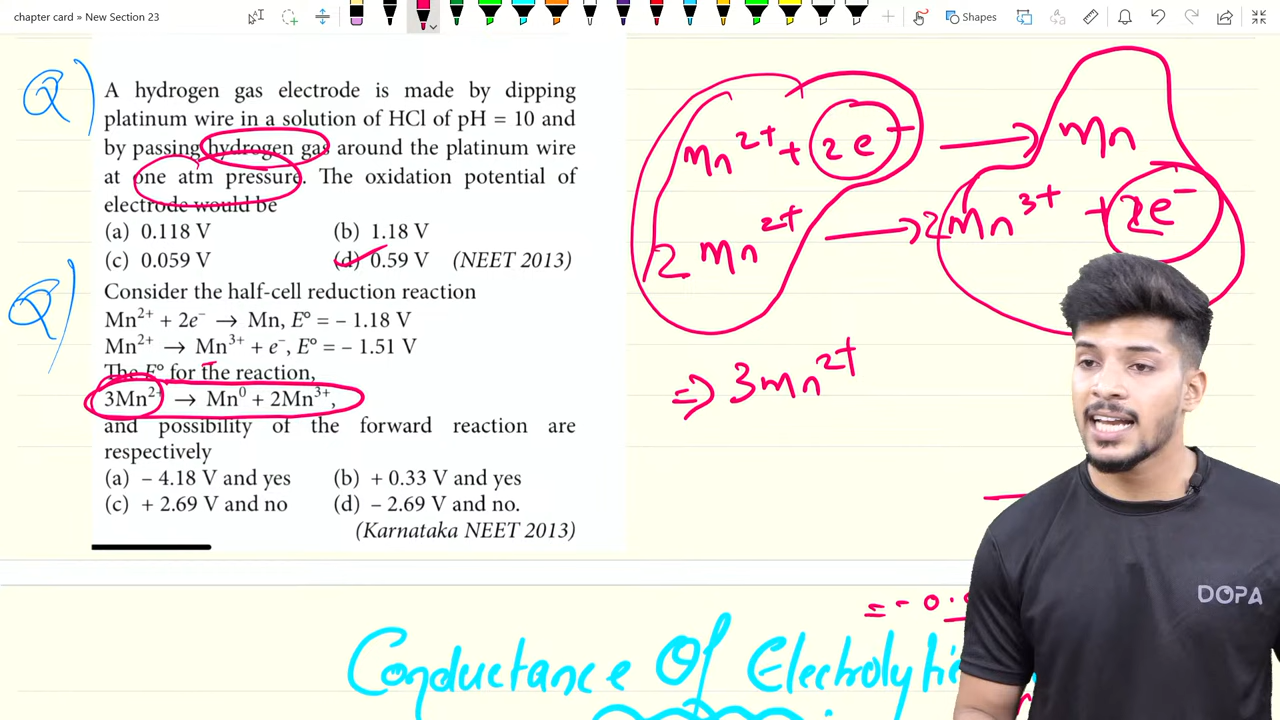 chapter card » New Section 23
Shapes
Q)
A hydrogen gas electrode is made by dipping
platinum wire in a solution of HCl of pH = 10 and
by passing hydrogen gas around the platinum wire
at one atm pressure. The oxidation potential of
electrode would be
(a) 0.118 V (b) 1.18 V
(c) 0.059 V (d) 0.59 V (NEET 2013)
Q)
Consider the half-cell reduction reaction
Mn²⁺ + 2e⁻ → Mn, E° = – 1.18 V
Mn²⁺ → Mn³⁺ + e⁻, E° = – 1.51 V
The E° for the reaction,
3Mn²⁺ → Mn⁰ + 2Mn³⁺,
and possibility of the forward reaction are
respectively
(a) – 4.18 V and yes (b) + 0.33 V and yes
(c) + 2.69 V and no (d) – 2.69 V and no.
(Karnataka NEET 2013)
Mn²⁺ + 2e⁻ → Mn
2Mn²⁺ → 2Mn³⁺ + 2e⁻
⇒ 3Mn²⁺
= - 0.
Conductance Of
DOPA